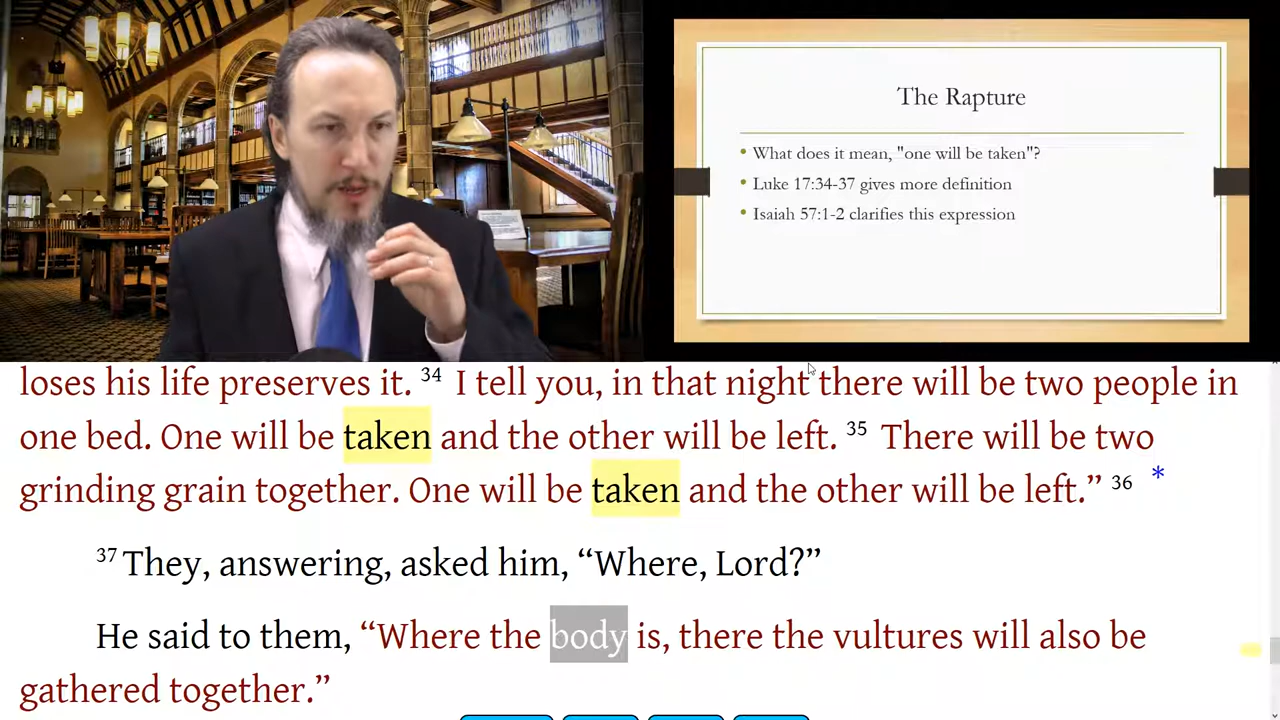 The Rapture
• What does it mean, "one will be taken"?
• Luke 17:34-37 gives more definition
• Isaiah 57:1-2 clarifies this expression
loses his life preserves it. 34 I tell you, in that night there will be two people in
one bed. One will be taken and the other will be left. 35 There will be two
grinding grain together. One will be taken and the other will be left.” 36 *
37 They, answering, asked him, “Where, Lord?”
He said to them, “Where the body is, there the vultures will also be
gathered together.”